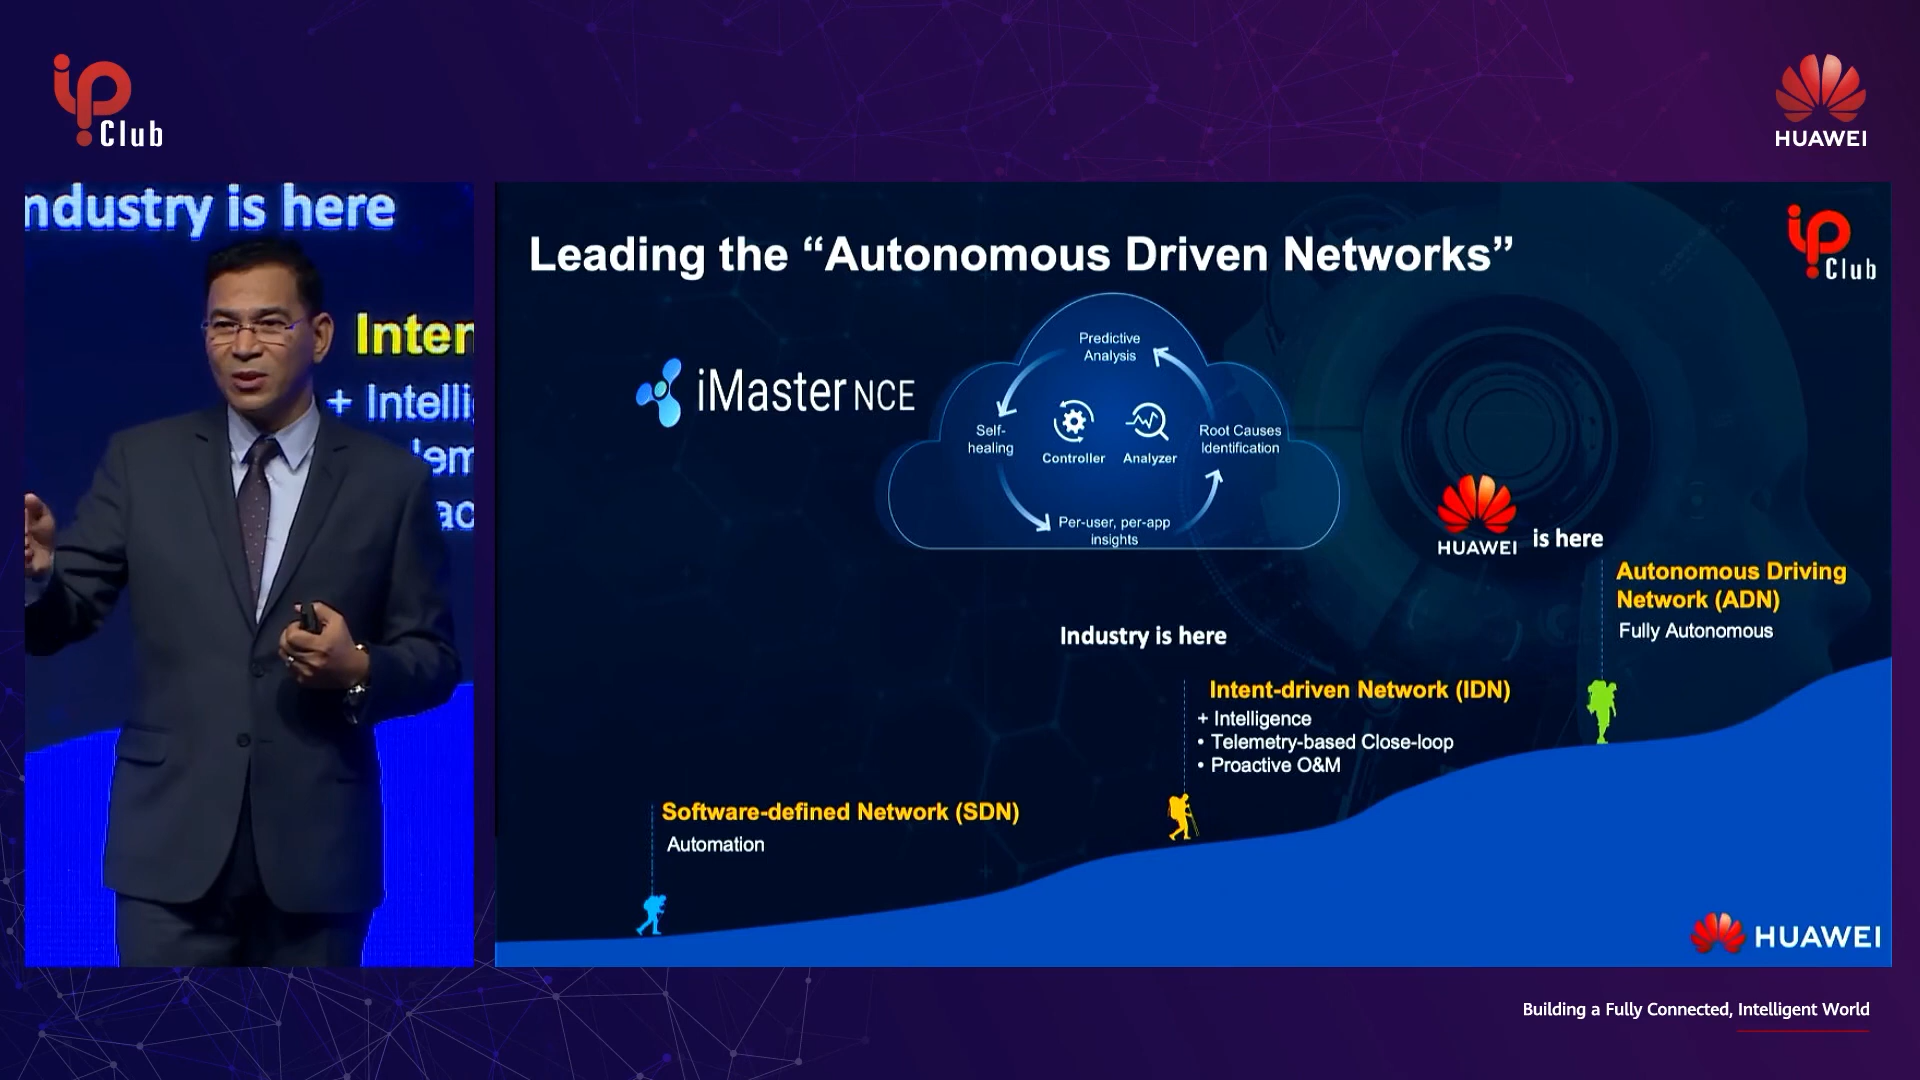 ip
Club
HUAWEI
ndustry is here
Inten
+ Intelli
lem
ac
Leading the “Autonomous Driven Networks”
ip
Club
iMaster NCE
Predictive
Analysis
Self-
healing
Controller
Analyzer
Root Causes
Identification
Per-user, per-app
insights
HUAWEI is here
Autonomous Driving
Network (ADN)
Fully Autonomous
Industry is here
Intent-driven Network (IDN)
+ Intelligence
• Telemetry-based Close-loop
• Proactive O&M
Software-defined Network (SDN)
Automation
HUAWEI
Building a Fully Connected, Intelligent World